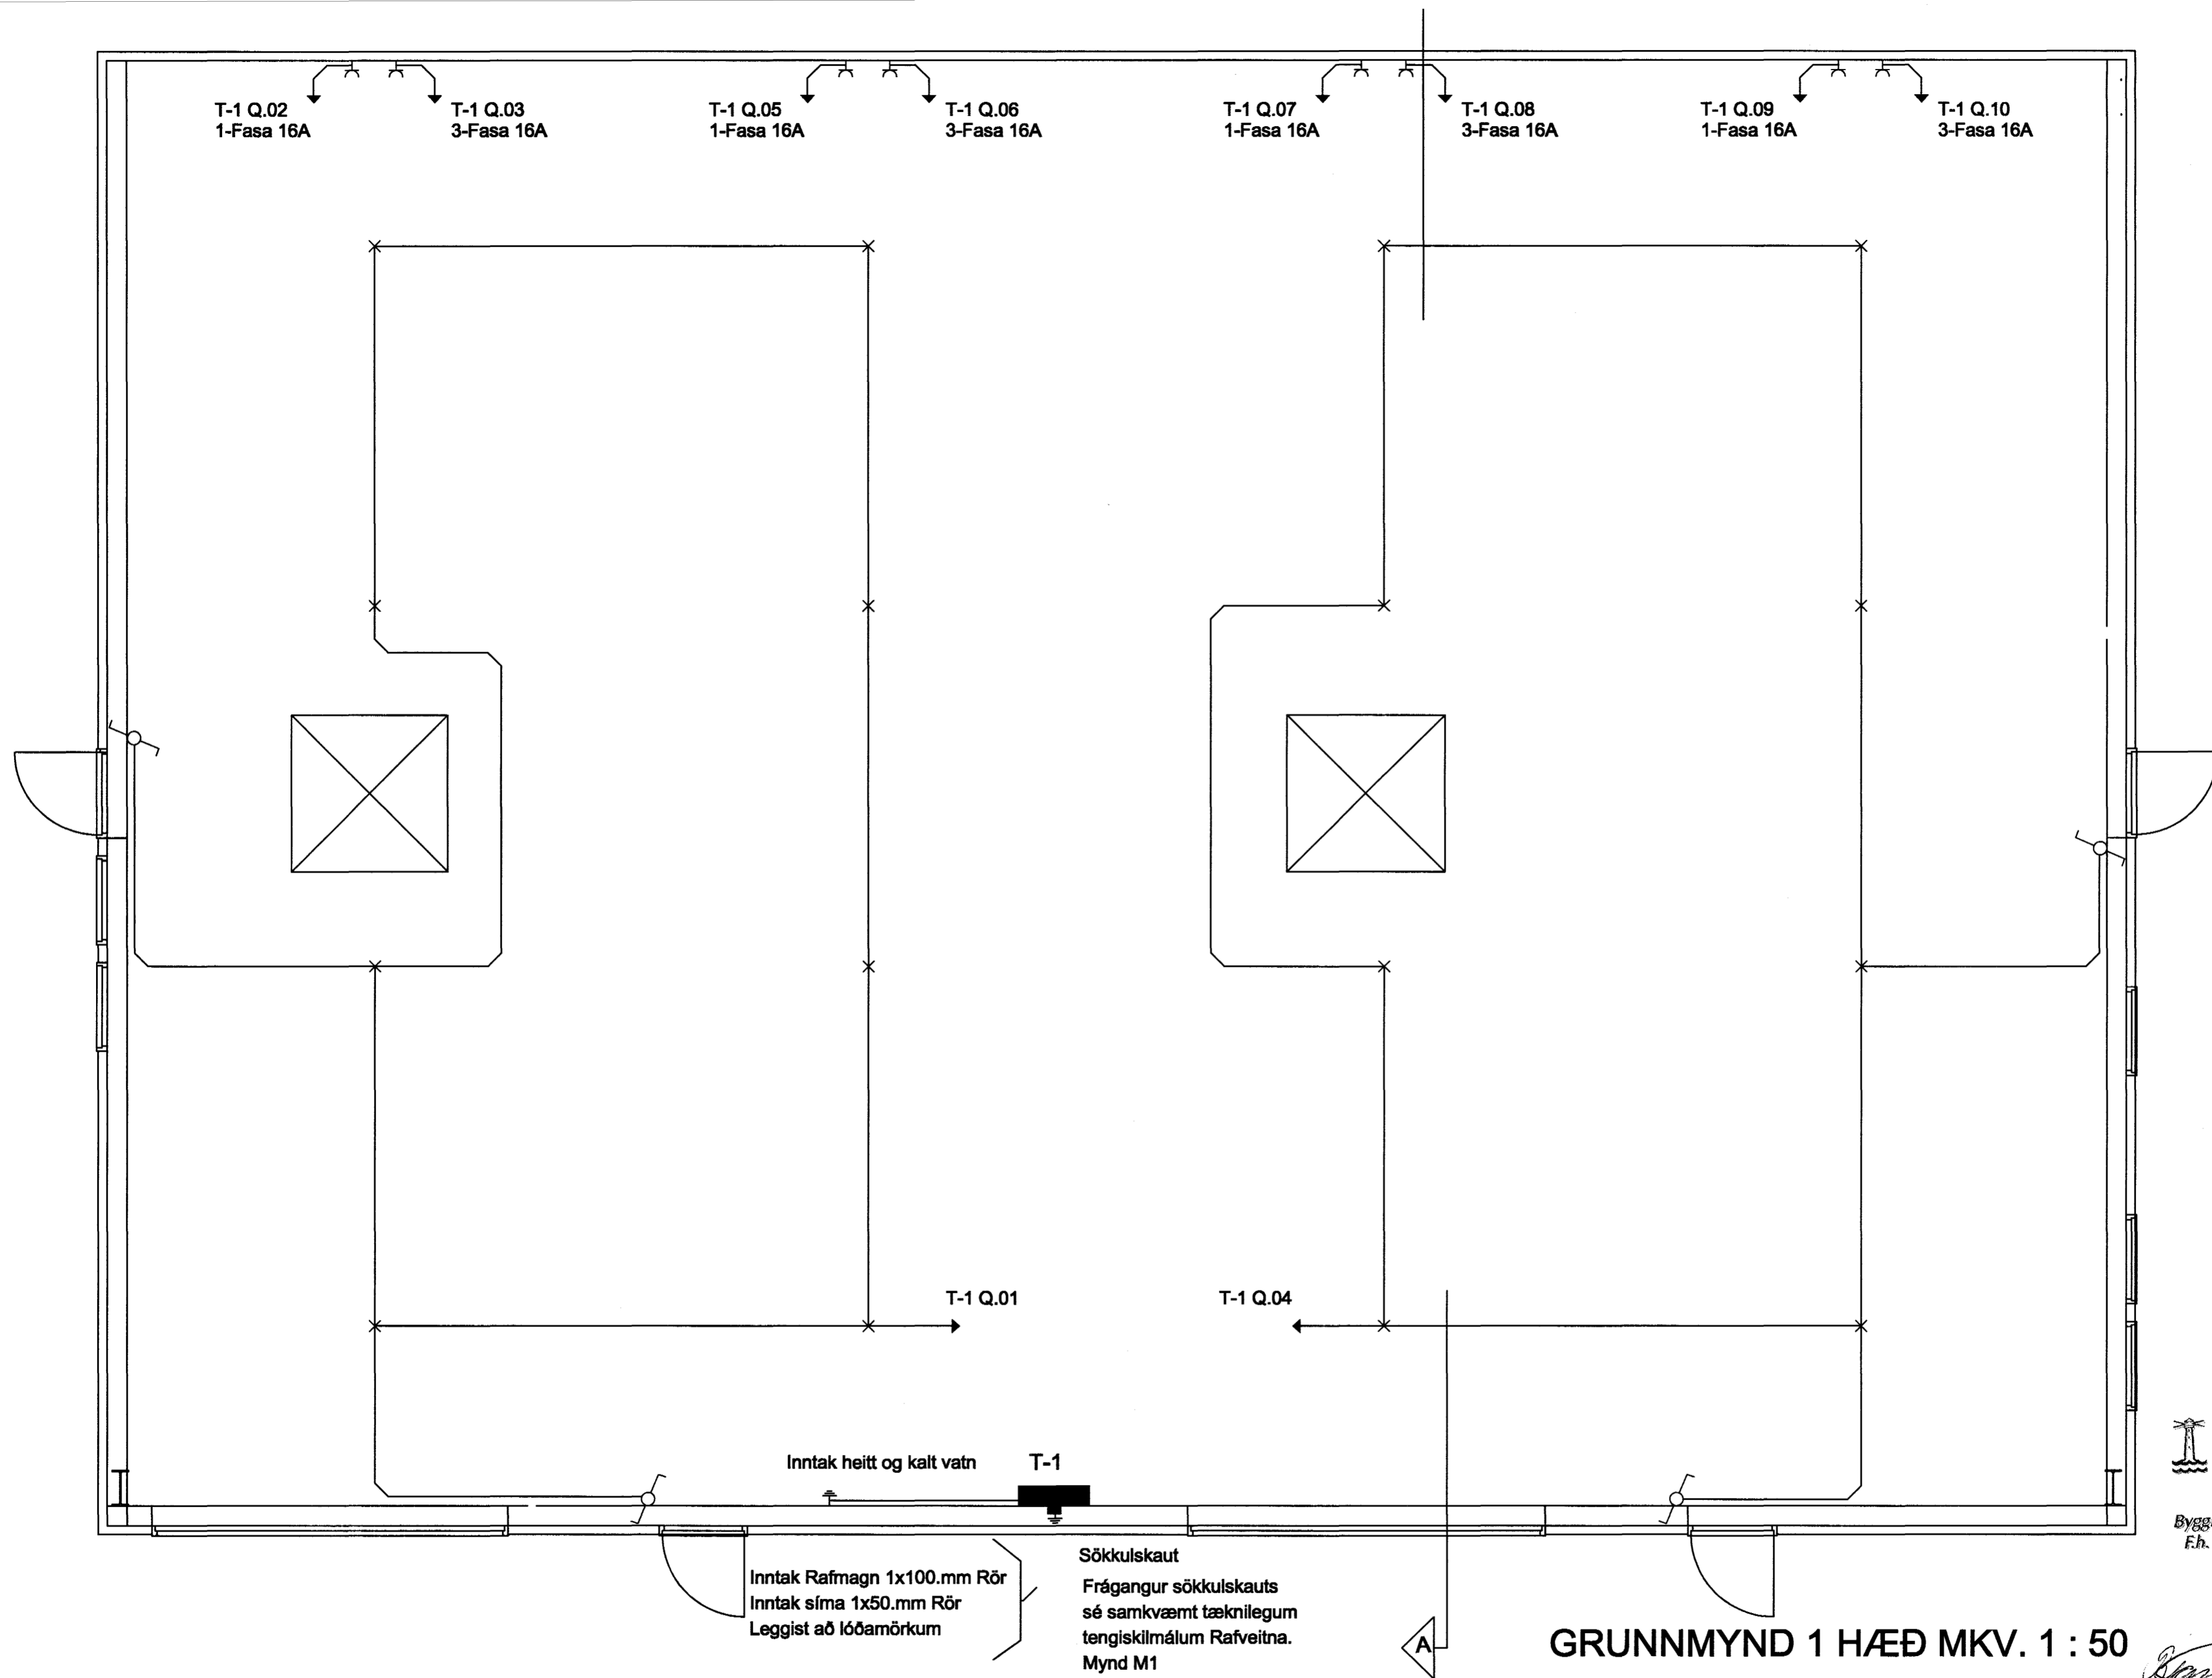 T-1 Q.02
1-Fasa 16A
T-1 Q.03
3-Fasa 16A
T-1 Q.05
1-Fasa 16A
T-1 Q.06
3-Fasa 16A
T-1 Q.07
1-Fasa 16A
T-1 Q.08
3-Fasa 16A
T-1 Q.09
1-Fasa 16A
T-1 Q.10
3-Fasa 16A
T-1 Q.01
T-1 Q.04
Inntak heitt og kalt vatn
T-1
Inntak Rafmagn 1x100.mm Rör
Inntak síma 1x50.mm Rör
Leggist að lóðamörkum
Sökkulskaut
Frágangur sökkulskauts
sé samkvæmt tæknilegum
tengiskilmálum Rafveitna.
Mynd M1
A
GRUNNMYND 1 HÆÐ MKV. 1 : 50
F.h.